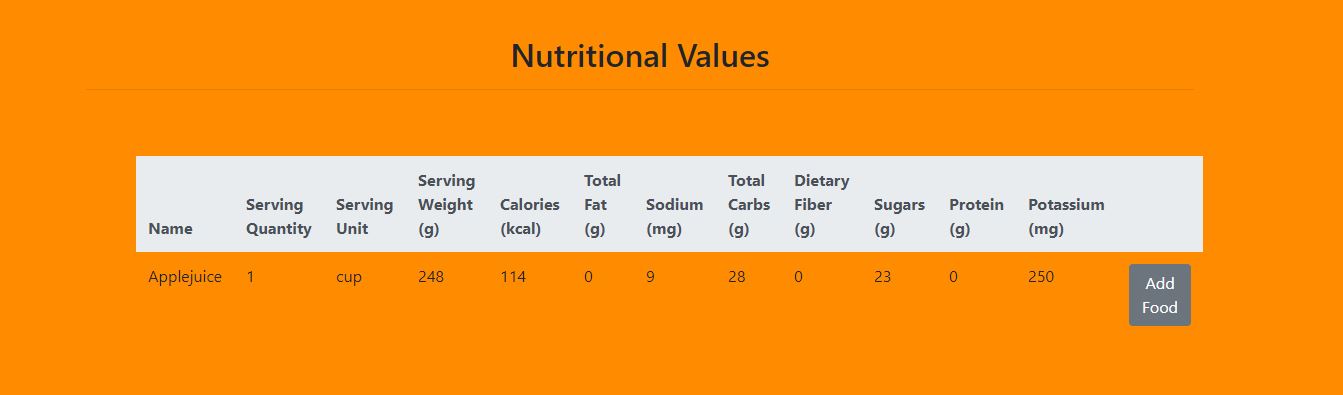 Nutritional Values
Name Serving Quantity Serving Unit Serving Weight (g) Calories (kcal) Total Fat (g) Sodium (mg) Total Carbs (g) Dietary Fiber (g) Sugars (g) Protein (g) Potassium (mg)
Applejuice 1 cup 248 114 0 9 28 0 23 0 250 Add Food